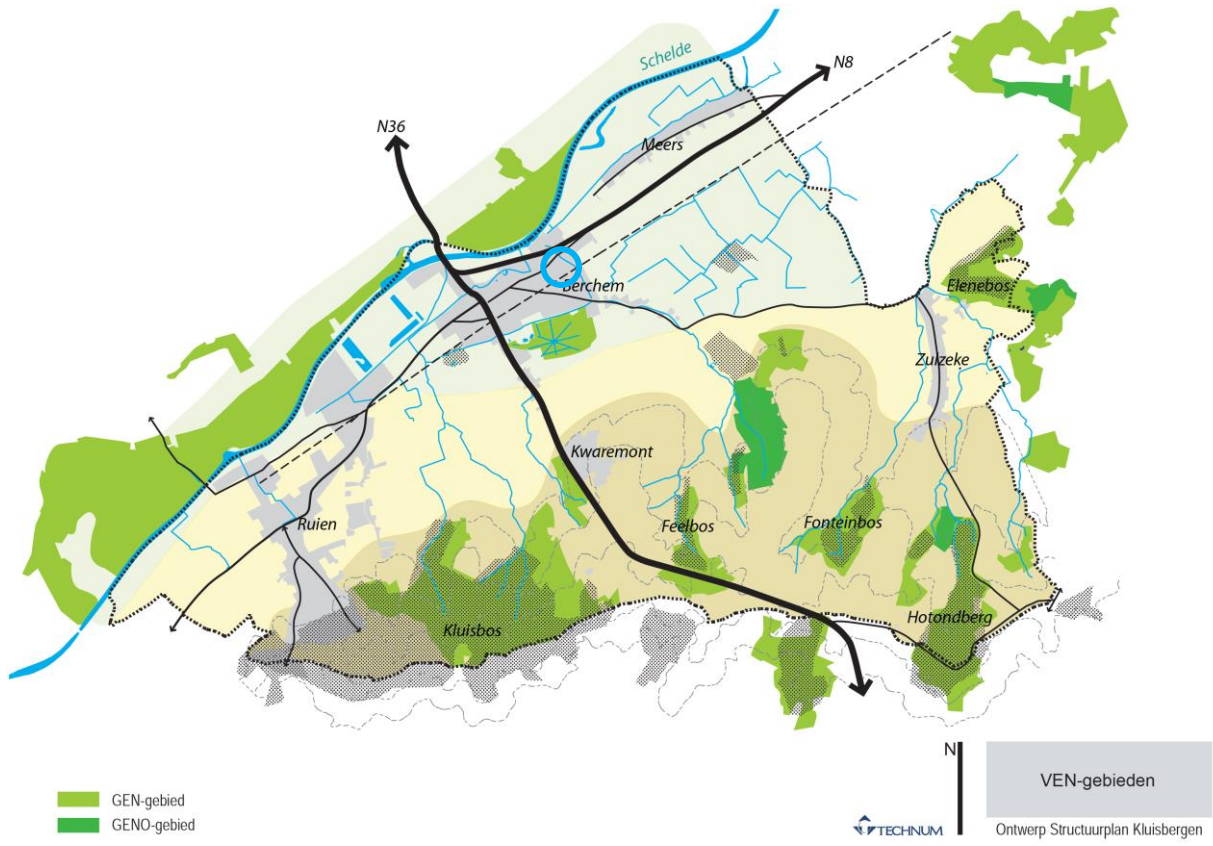 Schelde
N8
N36
Meers
Berchem
Elenebos
Zulzeke
Kwaremont
Ruien
Feelbos
Fonteinbos
Kluisbos
Hotondberg
GEN-gebied
GENO-gebied
N
VEN-gebieden
TECHNUM
Ontwerp Structuurplan Kluisbergen